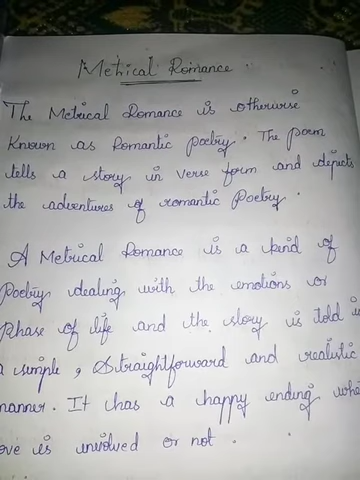 Metrical Romance.
The Metrical Romance is otherwise
Known as Romantic Poetry. The poem
tells a story in verse form and depicts
the adventures of romantic Poetry.
A Metrical Romance is a kind of
Poetry dealing with the emotions or
Phase of life and the story is told
a simple, Straightforward and realistic
manner. It has a happy ending
is involved or not.